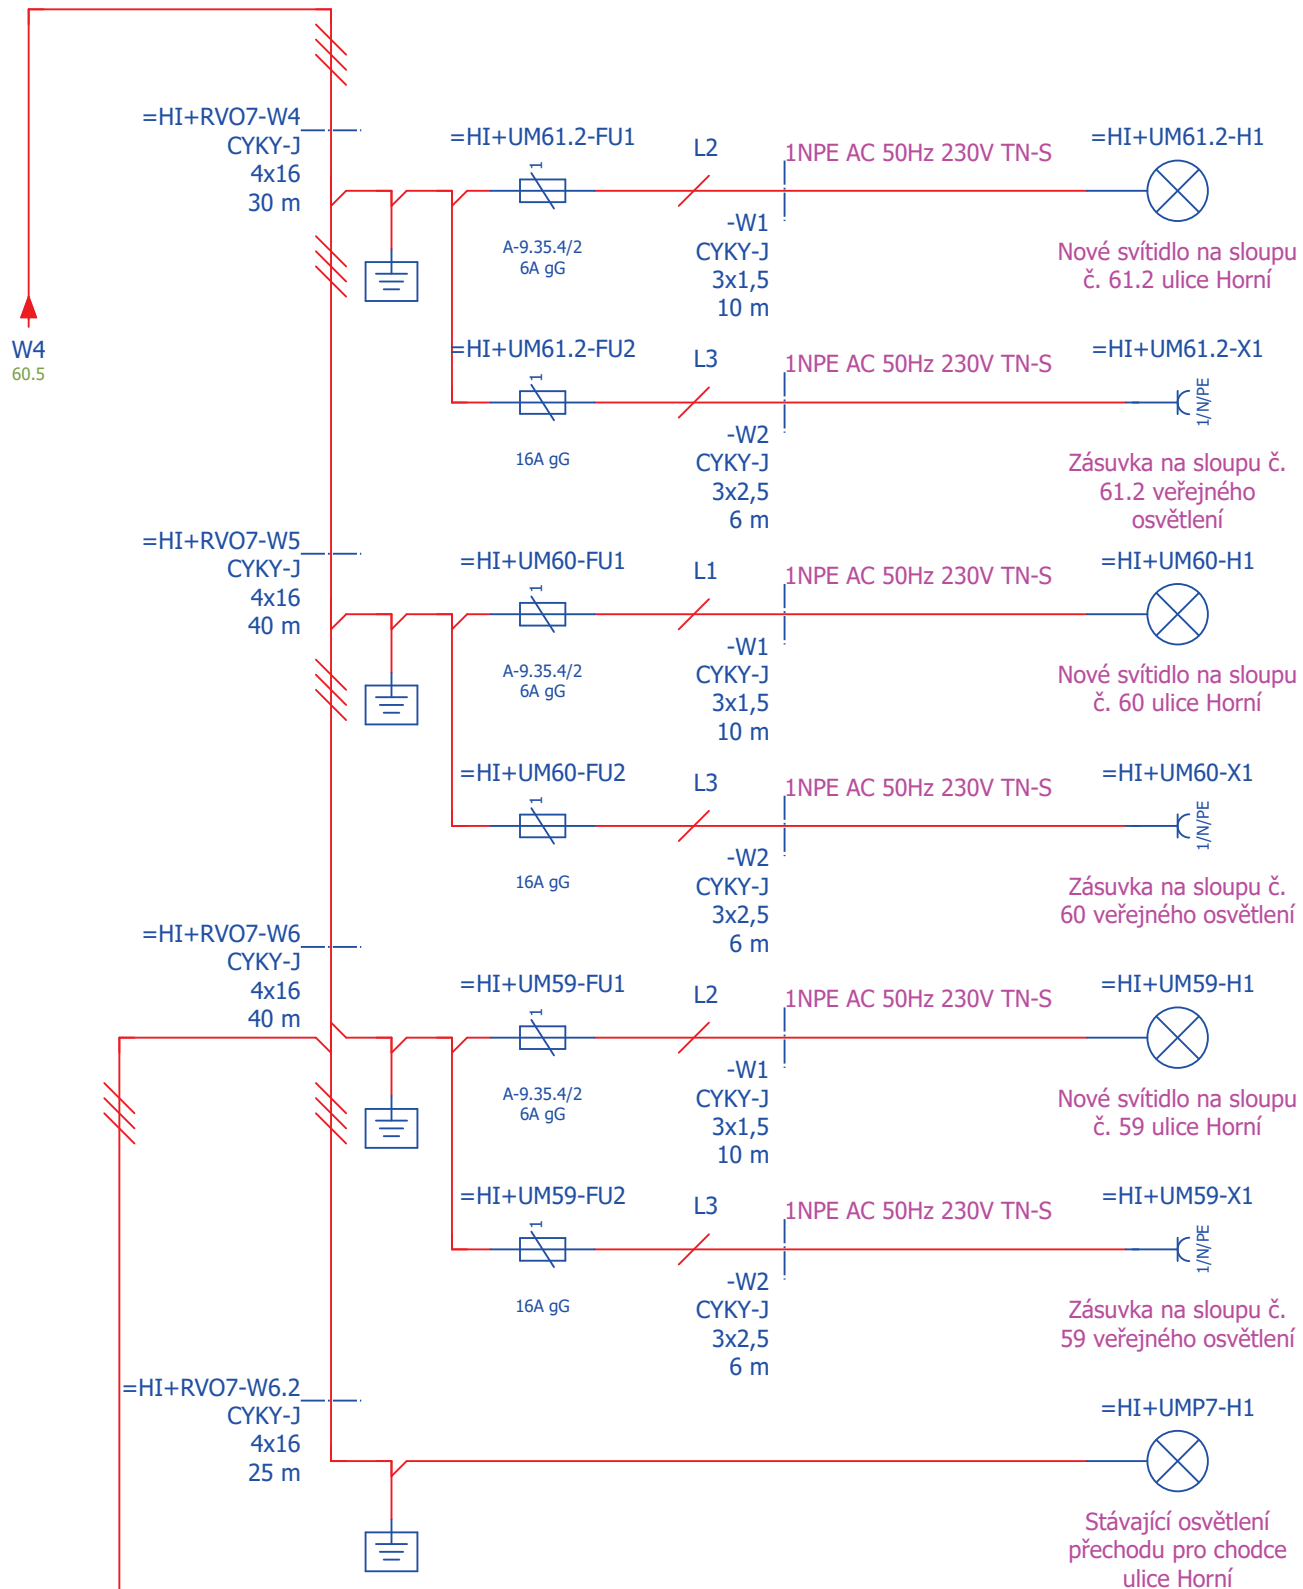 =HI+RVO7-W4
CYKY-J
4x16
30 m
W4
60.5
=HI+UM61.2-FU1
1
A-9.35.4/2
6A gG
L2
1NPE AC 50Hz 230V TN-S
-W1
CYKY-J
3x1,5
10 m
=HI+UM61.2-H1
Nové svítidlo na sloupu
č. 61.2 ulice Horní
=HI+UM61.2-FU2
1
16A gG
L3
1NPE AC 50Hz 230V TN-S
-W2
CYKY-J
3x2,5
6 m
=HI+UM61.2-X1
1/N/PE
Zásuvka na sloupu č.
61.2 veřejného
osvětlení
=HI+RVO7-W5
CYKY-J
4x16
40 m
=HI+UM60-FU1
1
A-9.35.4/2
6A gG
L1
1NPE AC 50Hz 230V TN-S
-W1
CYKY-J
3x1,5
10 m
=HI+UM60-H1
Nové svítidlo na sloupu
č. 60 ulice Horní
=HI+UM60-FU2
1
16A gG
L3
1NPE AC 50Hz 230V TN-S
-W2
CYKY-J
3x2,5
6 m
=HI+UM60-X1
1/N/PE
Zásuvka na sloupu č.
60 veřejného osvětlení
=HI+RVO7-W6
CYKY-J
4x16
40 m
=HI+UM59-FU1
1
A-9.35.4/2
6A gG
L2
1NPE AC 50Hz 230V TN-S
-W1
CYKY-J
3x1,5
10 m
=HI+UM59-H1
Nové svítidlo na sloupu
č. 59 ulice Horní
=HI+UM59-FU2
1
16A gG
L3
1NPE AC 50Hz 230V TN-S
-W2
CYKY-J
3x2,5
6 m
=HI+UM59-X1
1/N/PE
Zásuvka na sloupu č.
59 veřejného osvětlení
=HI+RVO7-W6.2
CYKY-J
4x16
25 m
=HI+UMP7-H1
Stávající osvětlení
přechodu pro chodce
ulice Horní